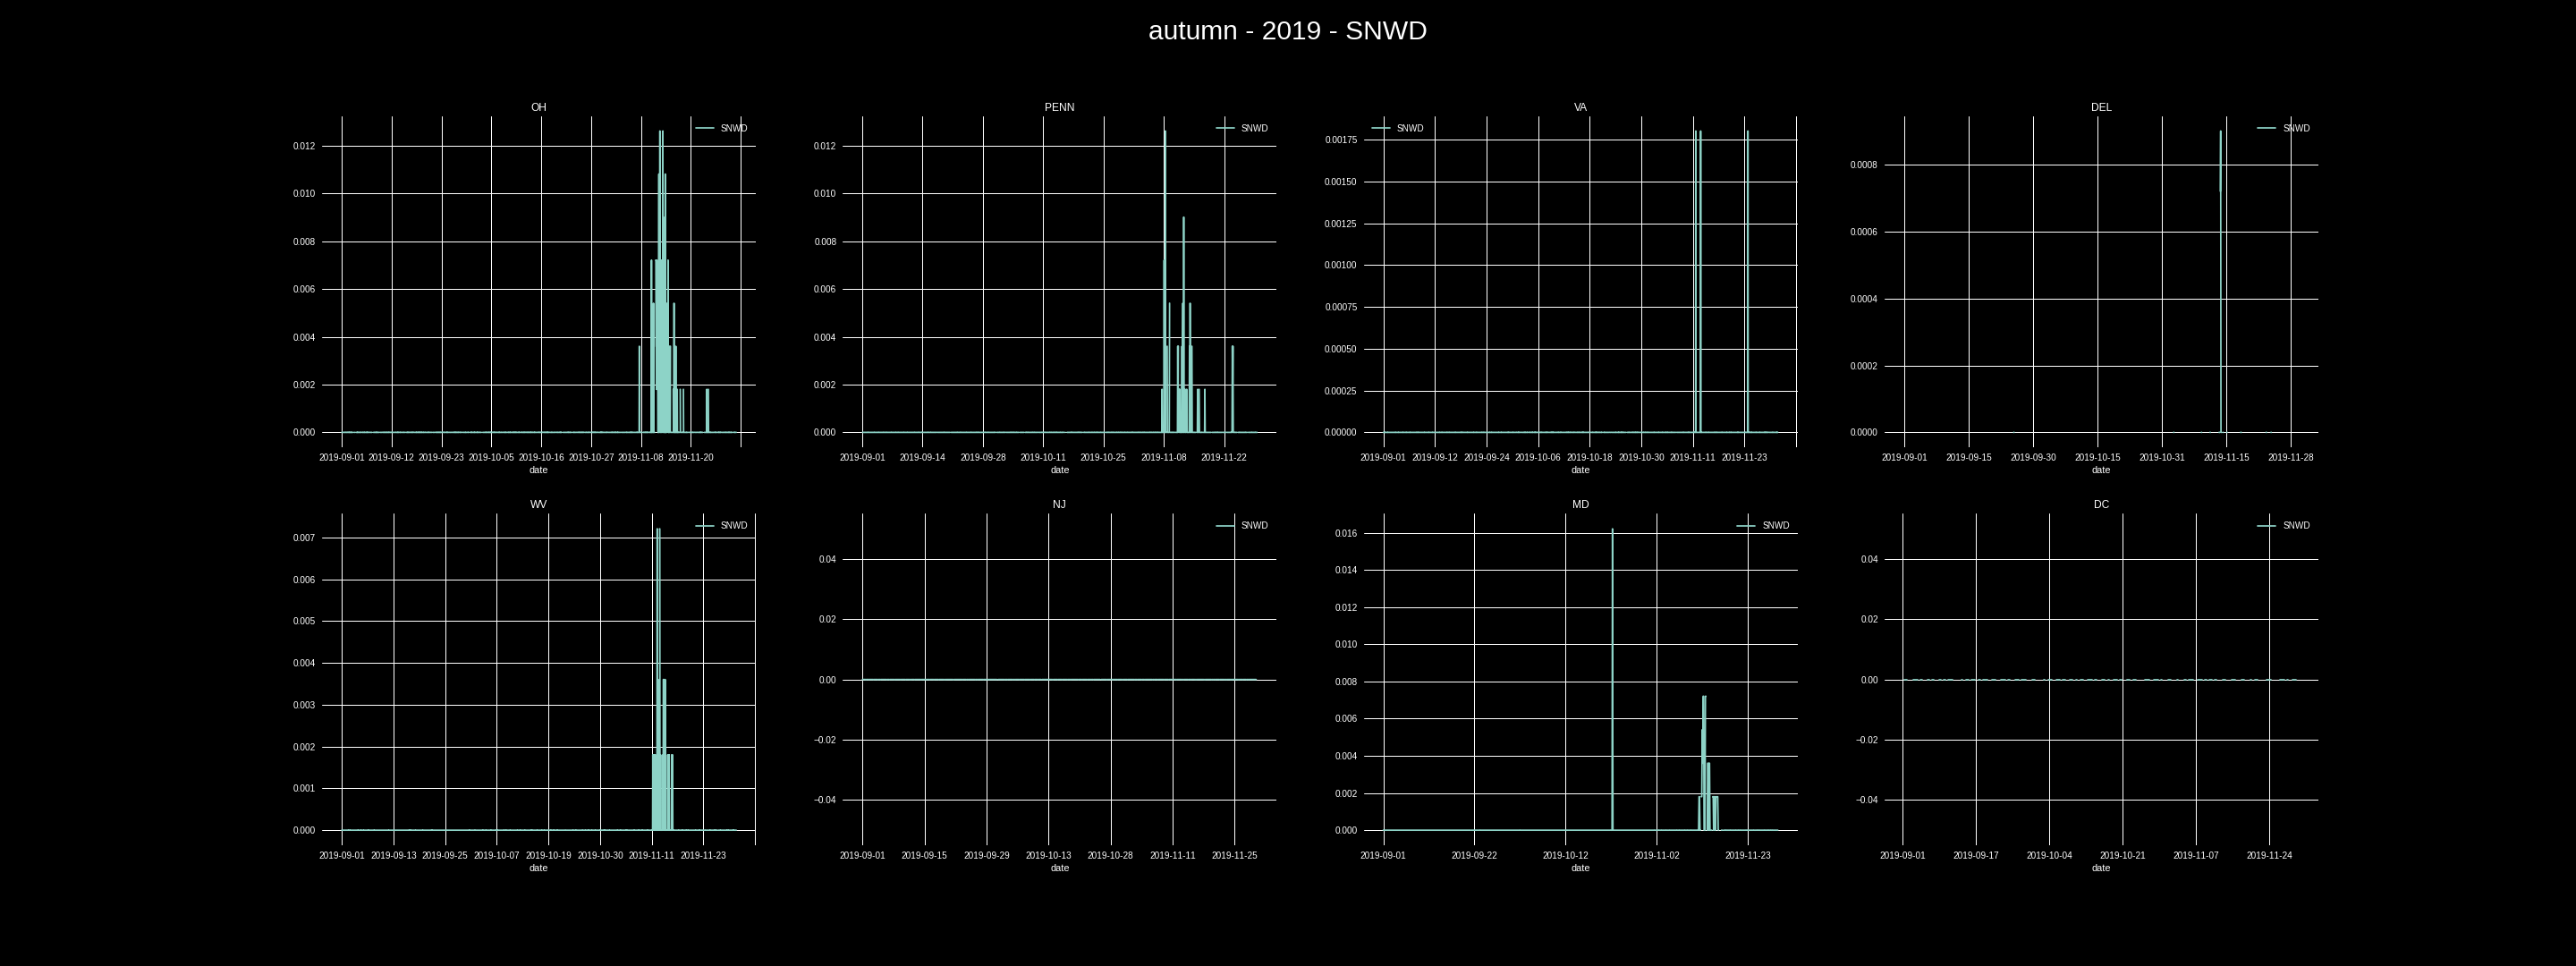 autumn - 2019 - SNWD
OH
SNWD
0.012
0.010
0.008
0.006
0.004
0.002
0.000
2019-09-01 2019-09-12 2019-09-23 2019-10-05 2019-10-16 2019-10-27 2019-11-08 2019-11-20
date
PENN
SNWD
0.012
0.010
0.008
0.006
0.004
0.002
0.000
2019-09-01 2019-09-14 2019-09-28 2019-10-11 2019-10-25 2019-11-08 2019-11-22
date
VA
SNWD
0.00175
0.00150
0.00125
0.00100
0.00075
0.00050
0.00025
0.00000
2019-09-01 2019-09-12 2019-09-24 2019-10-06 2019-10-18 2019-10-30 2019-11-11 2019-11-23
date
DEL
SNWD
0.0008
0.0006
0.0004
0.0002
0.0000
2019-09-01 2019-09-15 2019-09-30 2019-10-15 2019-10-31 2019-11-15 2019-11-28
date
WV
SNWD
0.007
0.006
0.005
0.004
0.003
0.002
0.001
0.000
2019-09-01 2019-09-13 2019-09-25 2019-10-07 2019-10-19 2019-10-30 2019-11-11 2019-11-23
date
NJ
SNWD
0.04
0.02
0.00
−0.02
−0.04
2019-09-01 2019-09-15 2019-09-29 2019-10-13 2019-10-28 2019-11-11 2019-11-25
date
MD
SNWD
0.016
0.014
0.012
0.010
0.008
0.006
0.004
0.002
0.000
2019-09-01 2019-09-22 2019-10-12 2019-11-02 2019-11-23
date
DC
SNWD
0.04
0.02
0.00
−0.02
−0.04
2019-09-01 2019-09-17 2019-10-04 2019-10-21 2019-11-07 2019-11-24
date